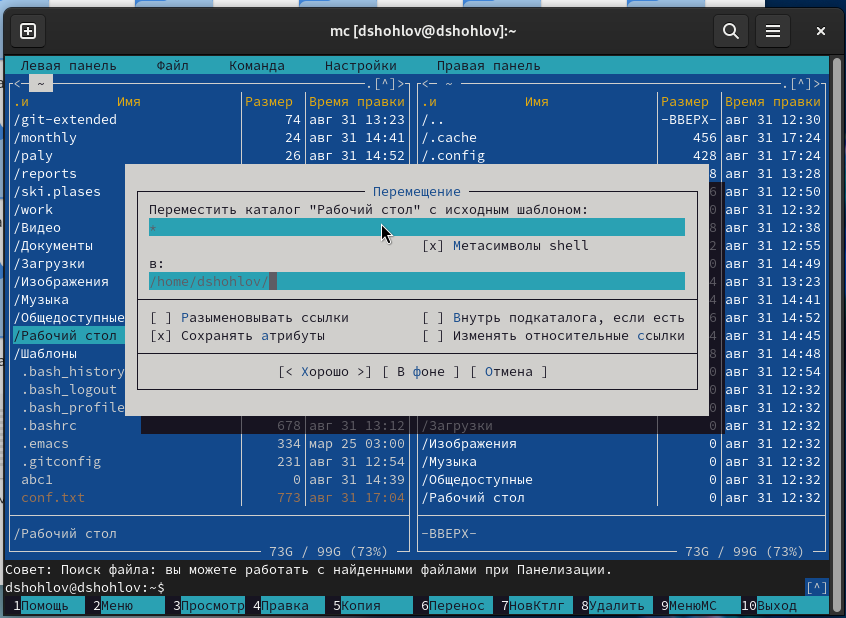 mc [dshohlov@dshohlov]:~
Левая панель Файл Команда Настройки Правая панель
<─ ~ .[^]> <─ ~ .[^]>
.и Имя Размер Время правки .и Имя Размер Время правки
/git-extended 74 авг 31 13:23 /.. -ВВЕРХ- авг 31 12:30
/monthly 24 авг 31 14:41 /.cache 456 авг 31 17:24
/paly 26 авг 31 14:52 /.config 428 авг 31 17:24
/reports 8 авг 31 13:28
/ski.plases авг 31 12:50
/work авг 31 12:32
/Видео авг 31 12:38
/Документы авг 31 12:55
/Загрузки авг 31 14:49
/Изображения авг 31 13:23
/Музыка авг 31 14:41
/Общедоступные авг 31 14:52
/Рабочий стол авг 31 14:45
/Шаблоны авг 31 14:48
.bash_history авг 31 12:54
.bash_logout авг 31 12:32
.bash_profile 0 авг 31 12:32
.bashrc 678 авг 31 13:12 /Загрузки 0 авг 31 12:32
.emacs 334 мар 25 03:00 /Изображения 0 авг 31 12:32
.gitconfig 231 авг 31 12:54 /Музыка 0 авг 31 12:32
abc1 0 авг 31 14:39 /Общедоступные 0 авг 31 12:32
conf.txt 773 авг 31 17:04 /Рабочий стол 0 авг 31 12:32
Перемещение
Переместить каталог "Рабочий стол" с исходным шаблоном:
*
[x] Метасимволы shell
в:
/home/dshohlov/
[ ] Разыменовывать ссылки [ ] Внутрь подкаталога, если есть
[x] Сохранять атрибуты [ ] Изменять относительные ссылки
[< Хорошо >] [ В фоне ] [ Отмена ]
/Рабочий стол -ВВЕРХ-
73G / 99G (73%) 73G / 99G (73%)
Совет: Поиск файла: вы можете работать с найденными файлами при Панелизации.
dshohlov@dshohlov:~$ [^]
1Помощь 2Меню 3Просмотр 4Правка 5Копия 6Перенос 7НовКтлг 8Удалить 9МенюМС 10Выход